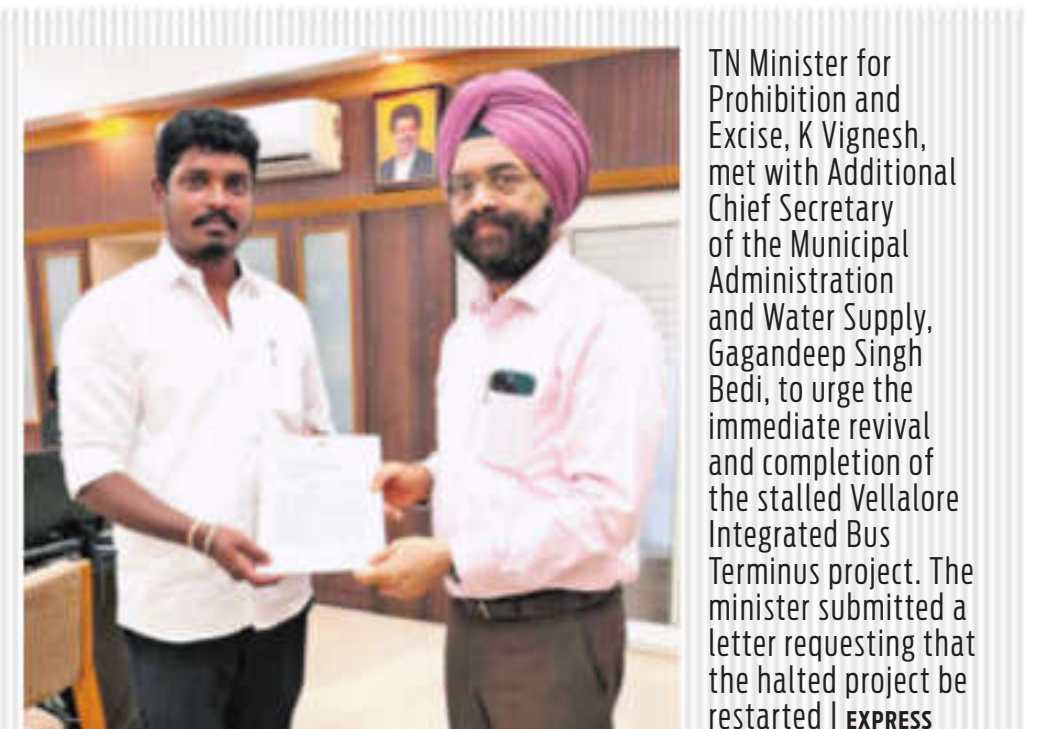 TN Minister for
Prohibition and
Excise, K Vignesh,
met with Additional
Chief Secretary
of the Municipal
Administration
and Water Supply,
Gagandeep Singh
Bedi, to urge the
immediate revival
and completion of
the stalled Vellalore
Integrated Bus
Terminus project. The
minister submitted a
letter requesting that
the halted project be
restarted | EXPRESS